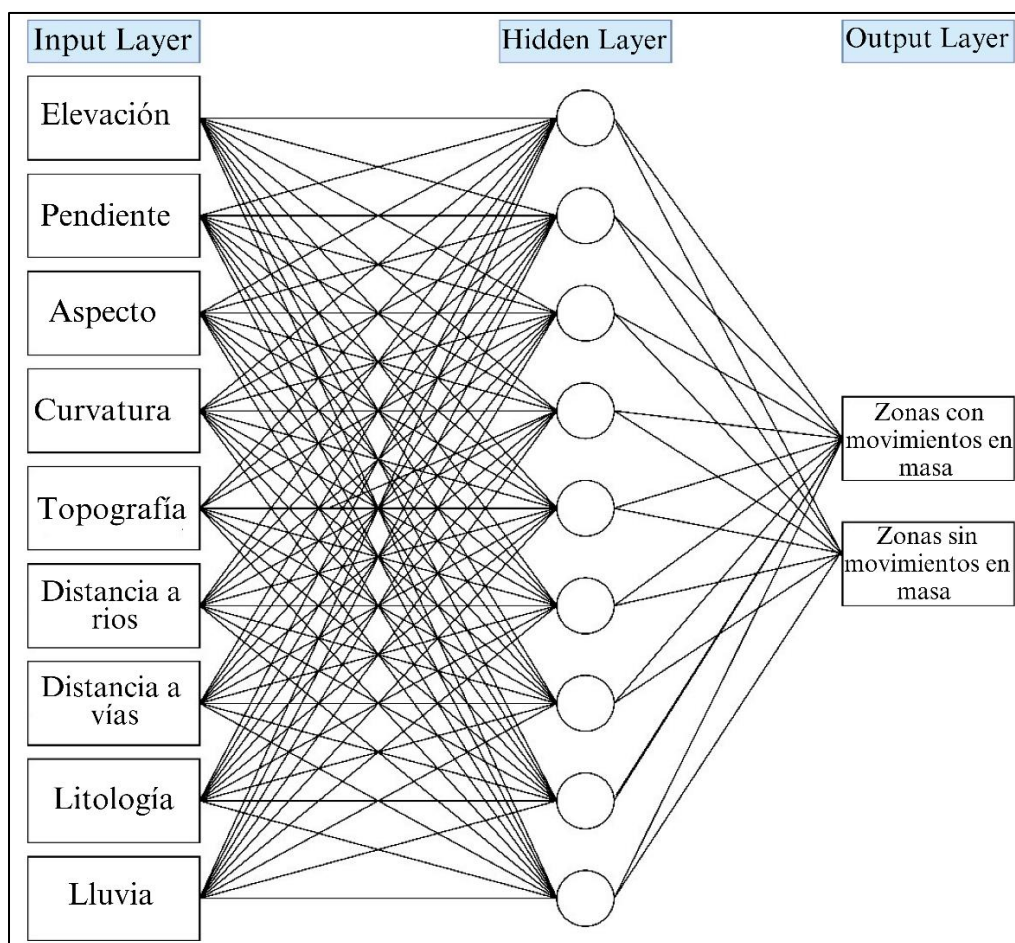 Input Layer
Hidden Layer
Output Layer
Elevación
Pendiente
Aspecto
Curvatura
Topografía
Distancia a
rios
Distancia a
vías
Litología
Lluvia
Zonas con
movimientos en
masa
Zonas sin
movimientos en
masa